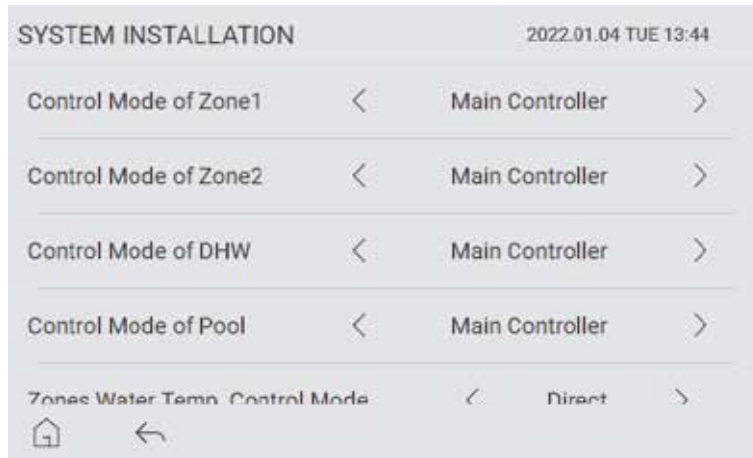 SYSTEM INSTALLATION 2022.01.04 TUE 13:44
Control Mode of Zone1 < Main Controller >
Control Mode of Zone2 < Main Controller >
Control Mode of DHW < Main Controller >
Control Mode of Pool < Main Controller >
Zones Water Temp. Control Mode < Direct >